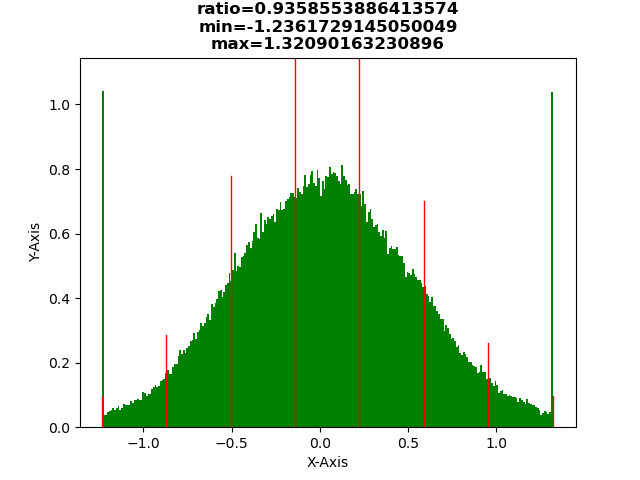 ratio=0.9358553886413574
min=-1.2361729145050049
max=1.32090163230896
Y-Axis
1.0
0.8
0.6
0.4
0.2
0.0
−1.0 −0.5 0.0 0.5 1.0
X-Axis